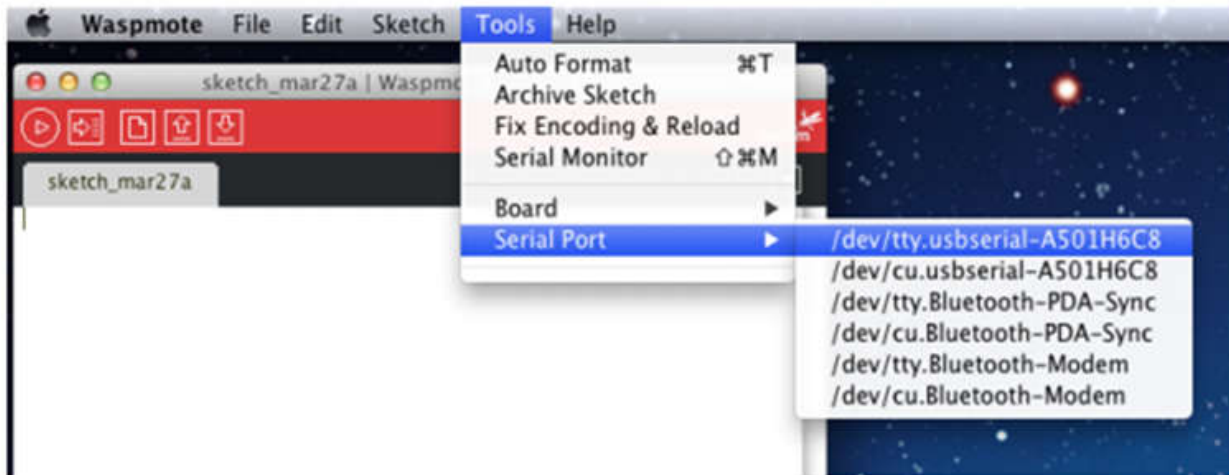 Waspmote File Edit Sketch Tools Help
sketch_mar27a | Waspmo
sketch_mar27a
Auto Format ⌘T
Archive Sketch
Fix Encoding & Reload
Serial Monitor ⇧⌘M
Board
Serial Port
/dev/tty.usbserial-A501H6C8
/dev/cu.usbserial-A501H6C8
/dev/tty.Bluetooth-PDA-Sync
/dev/cu.Bluetooth-PDA-Sync
/dev/tty.Bluetooth-Modem
/dev/cu.Bluetooth-Modem